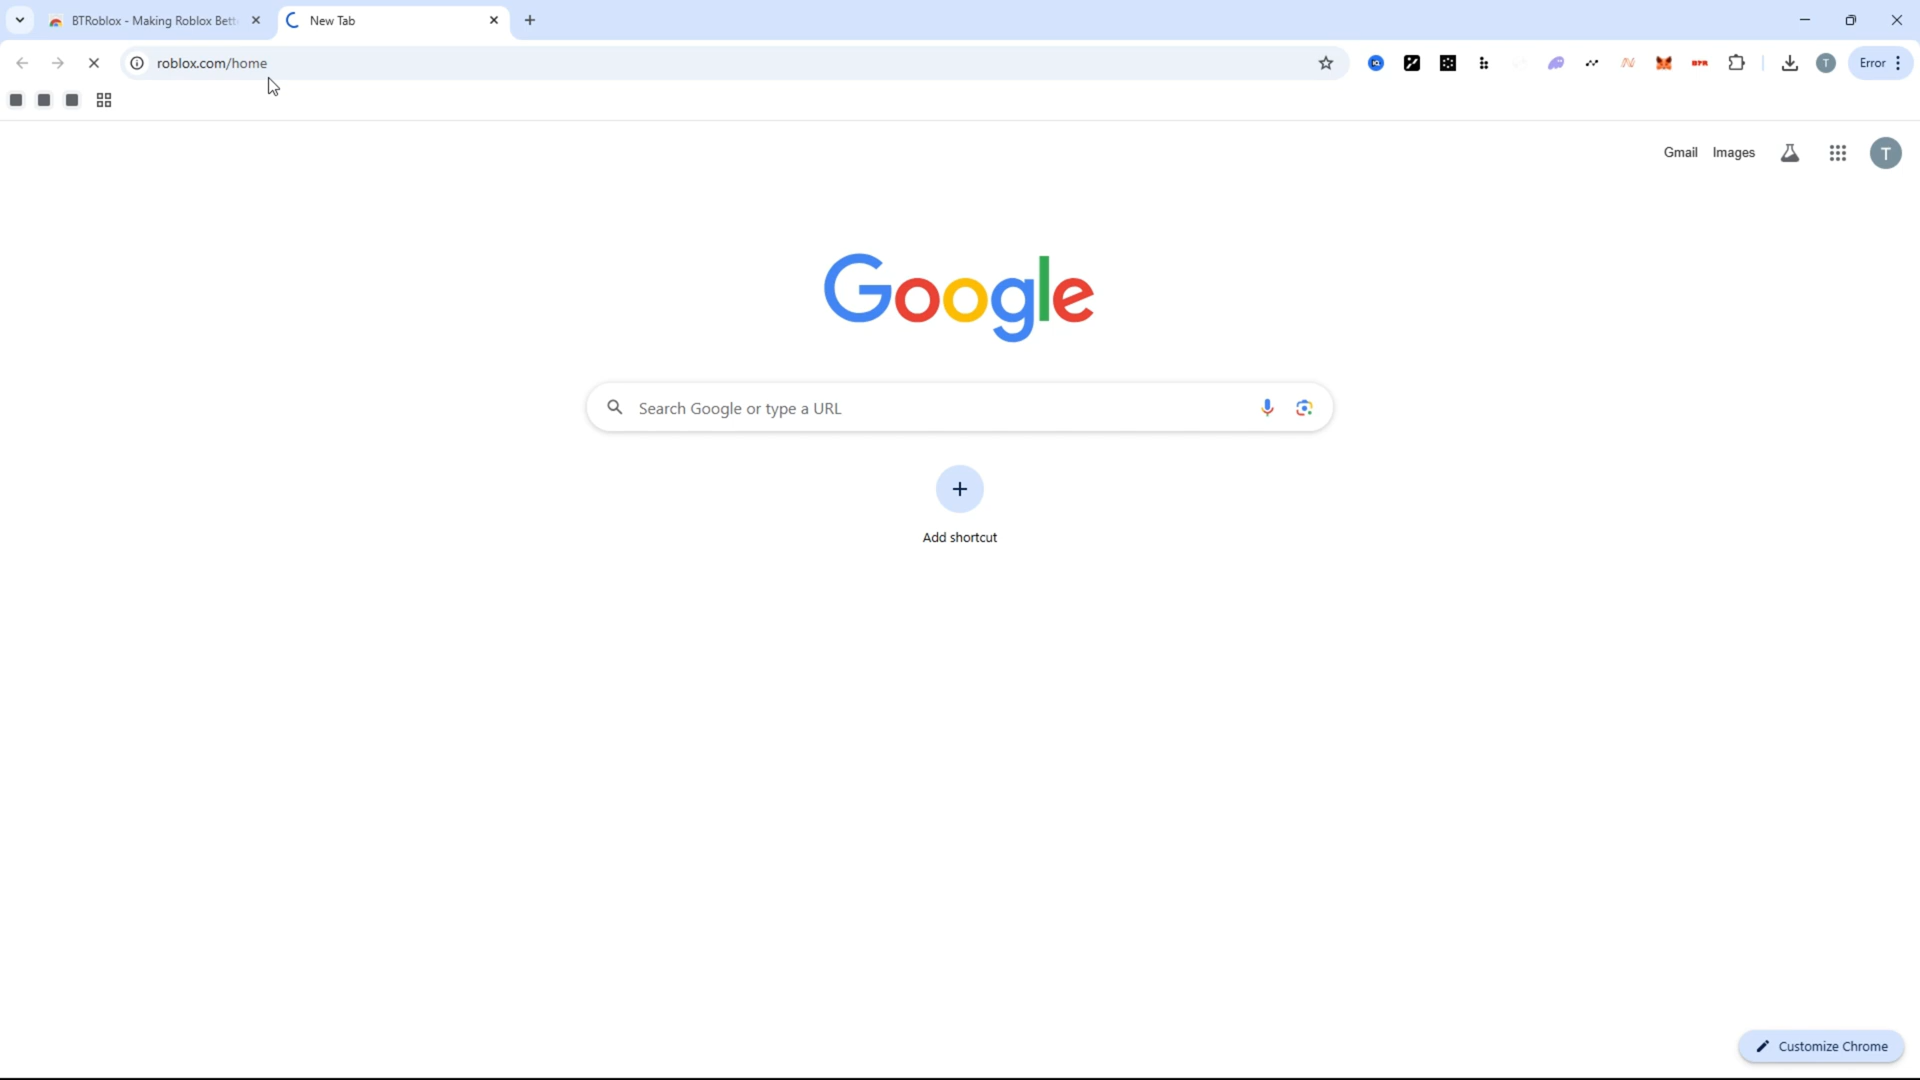 BTRoblox - Making Roblox Bett
New Tab
roblox.com/home
Error
Gmail
Images
T
Google
Search Google or type a URL
Add shortcut
Customize Chrome